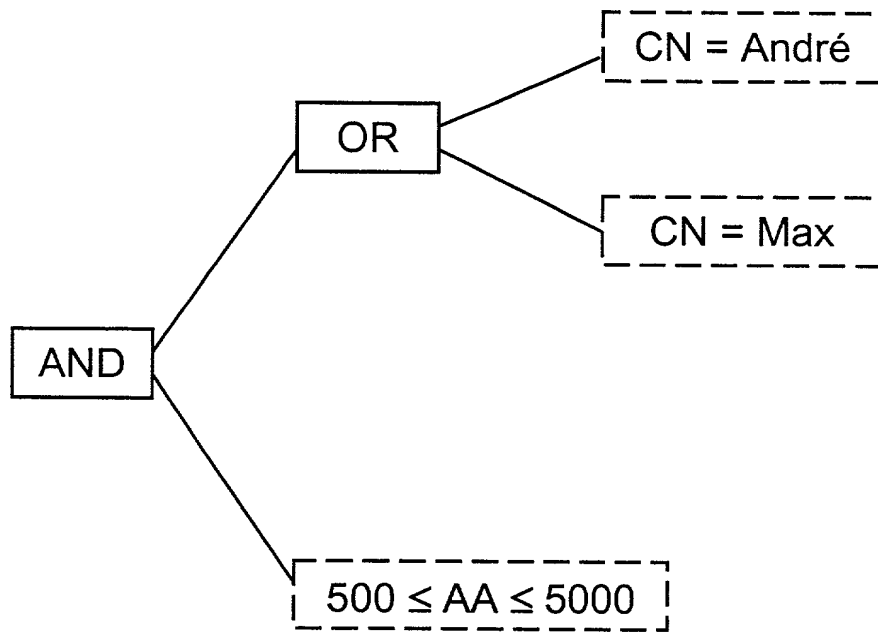 CN = André
OR
CN = Max
AND
500 ≤ AA ≤ 5000